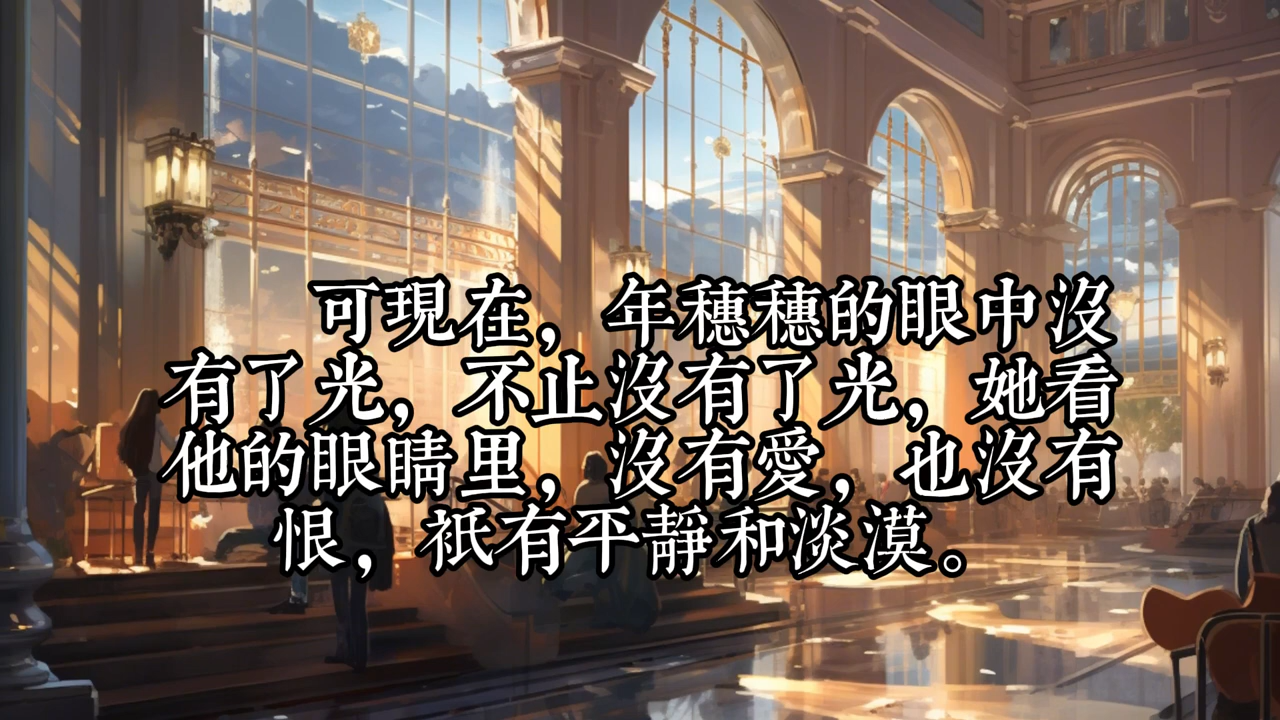 可現在，年穗穗的眼中沒
有了光，不止沒有了光，她看
他的眼睛里，沒有愛，也沒有
恨，衹有平靜和淡漠。